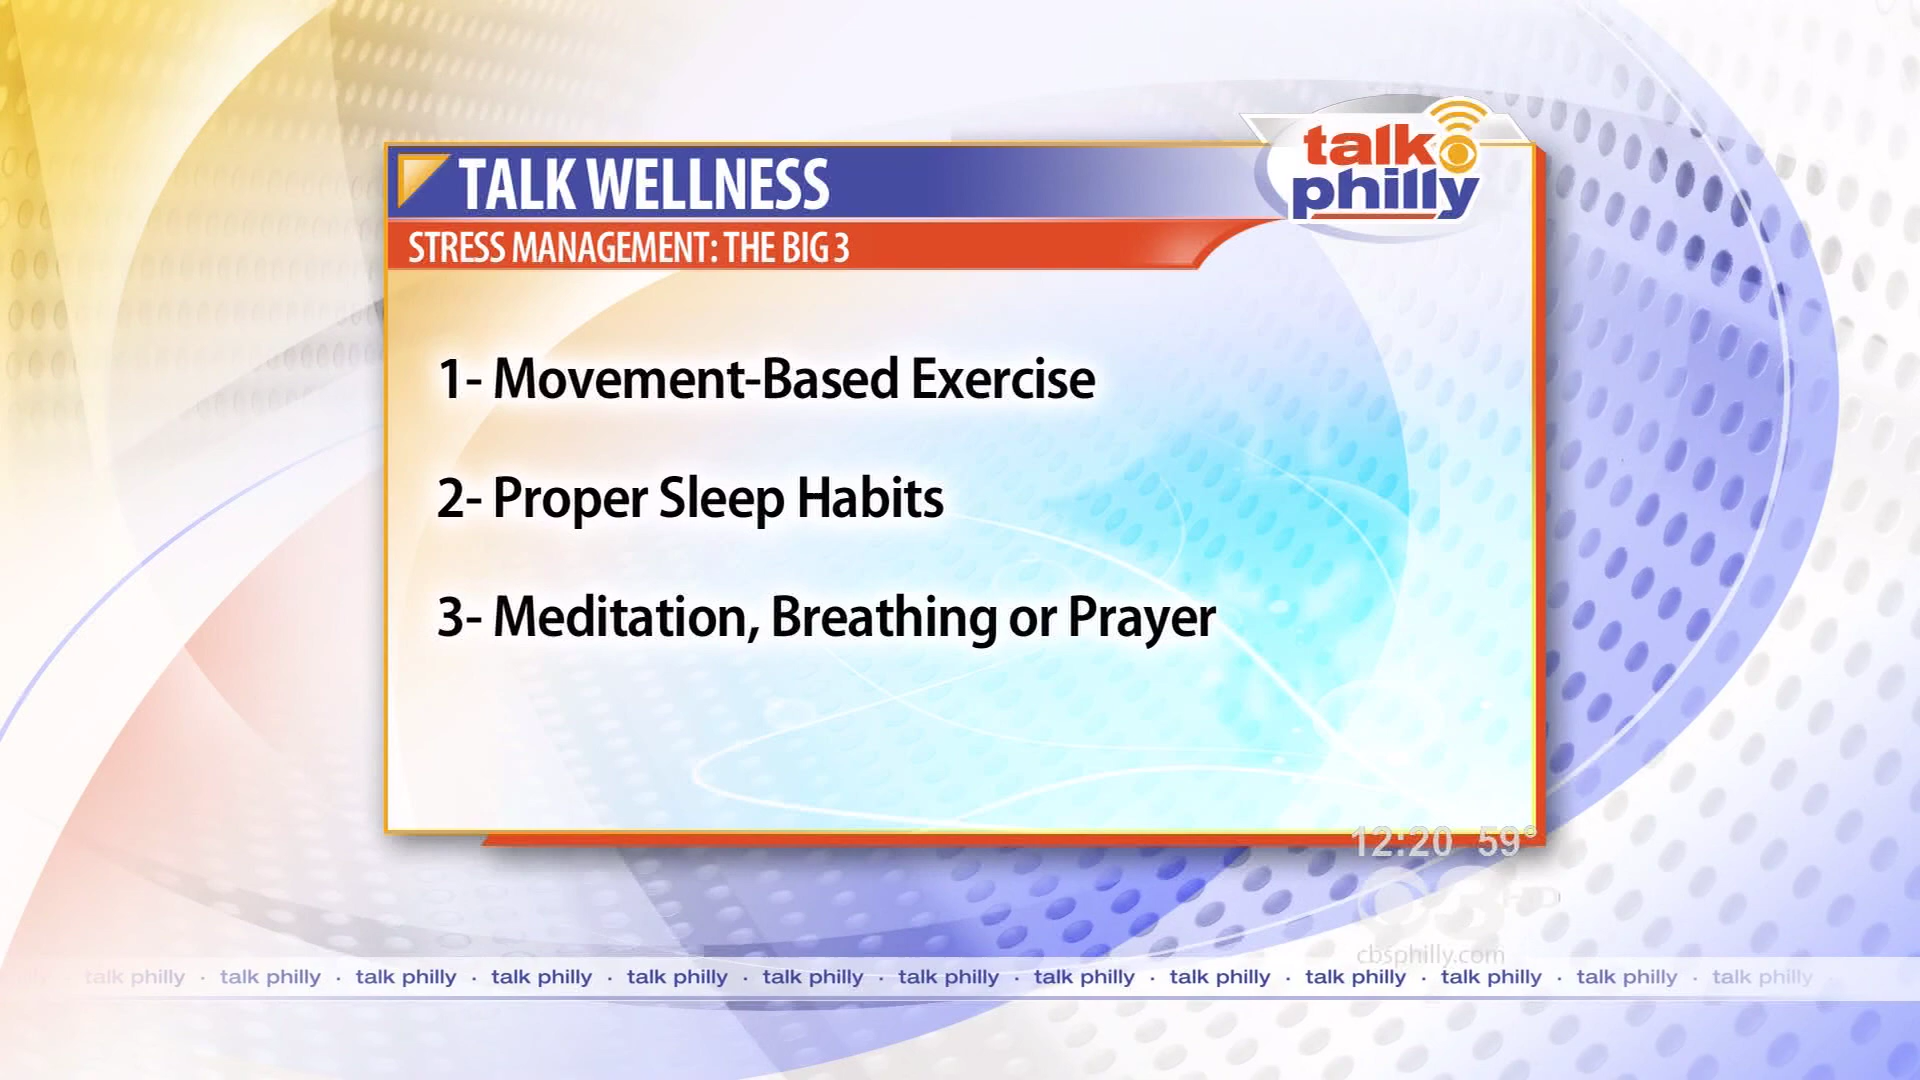 talk
philly
TALK WELLNESS
STRESS MANAGEMENT: THE BIG 3
1- Movement-Based Exercise
2- Proper Sleep Habits
3- Meditation, Breathing or Prayer
12:20 59°
3 HD
cbsphilly.com
talk philly · talk philly · talk philly · talk philly · talk philly · talk philly · talk philly · talk philly · talk philly · talk philly · talk philly · talk philly · talk philly